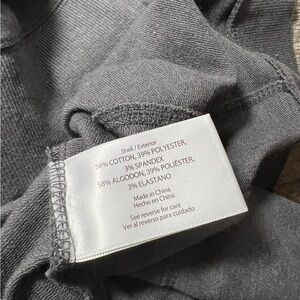 Shell / Exterior
58% COTTON, 39% POLYESTER,
3% SPANDEX
58% ALGODON, 39% POLIÉSTER,
3% ELASTANO
Made in China
Hecho en China
See reverse for care
Ver al reverso para cuidado